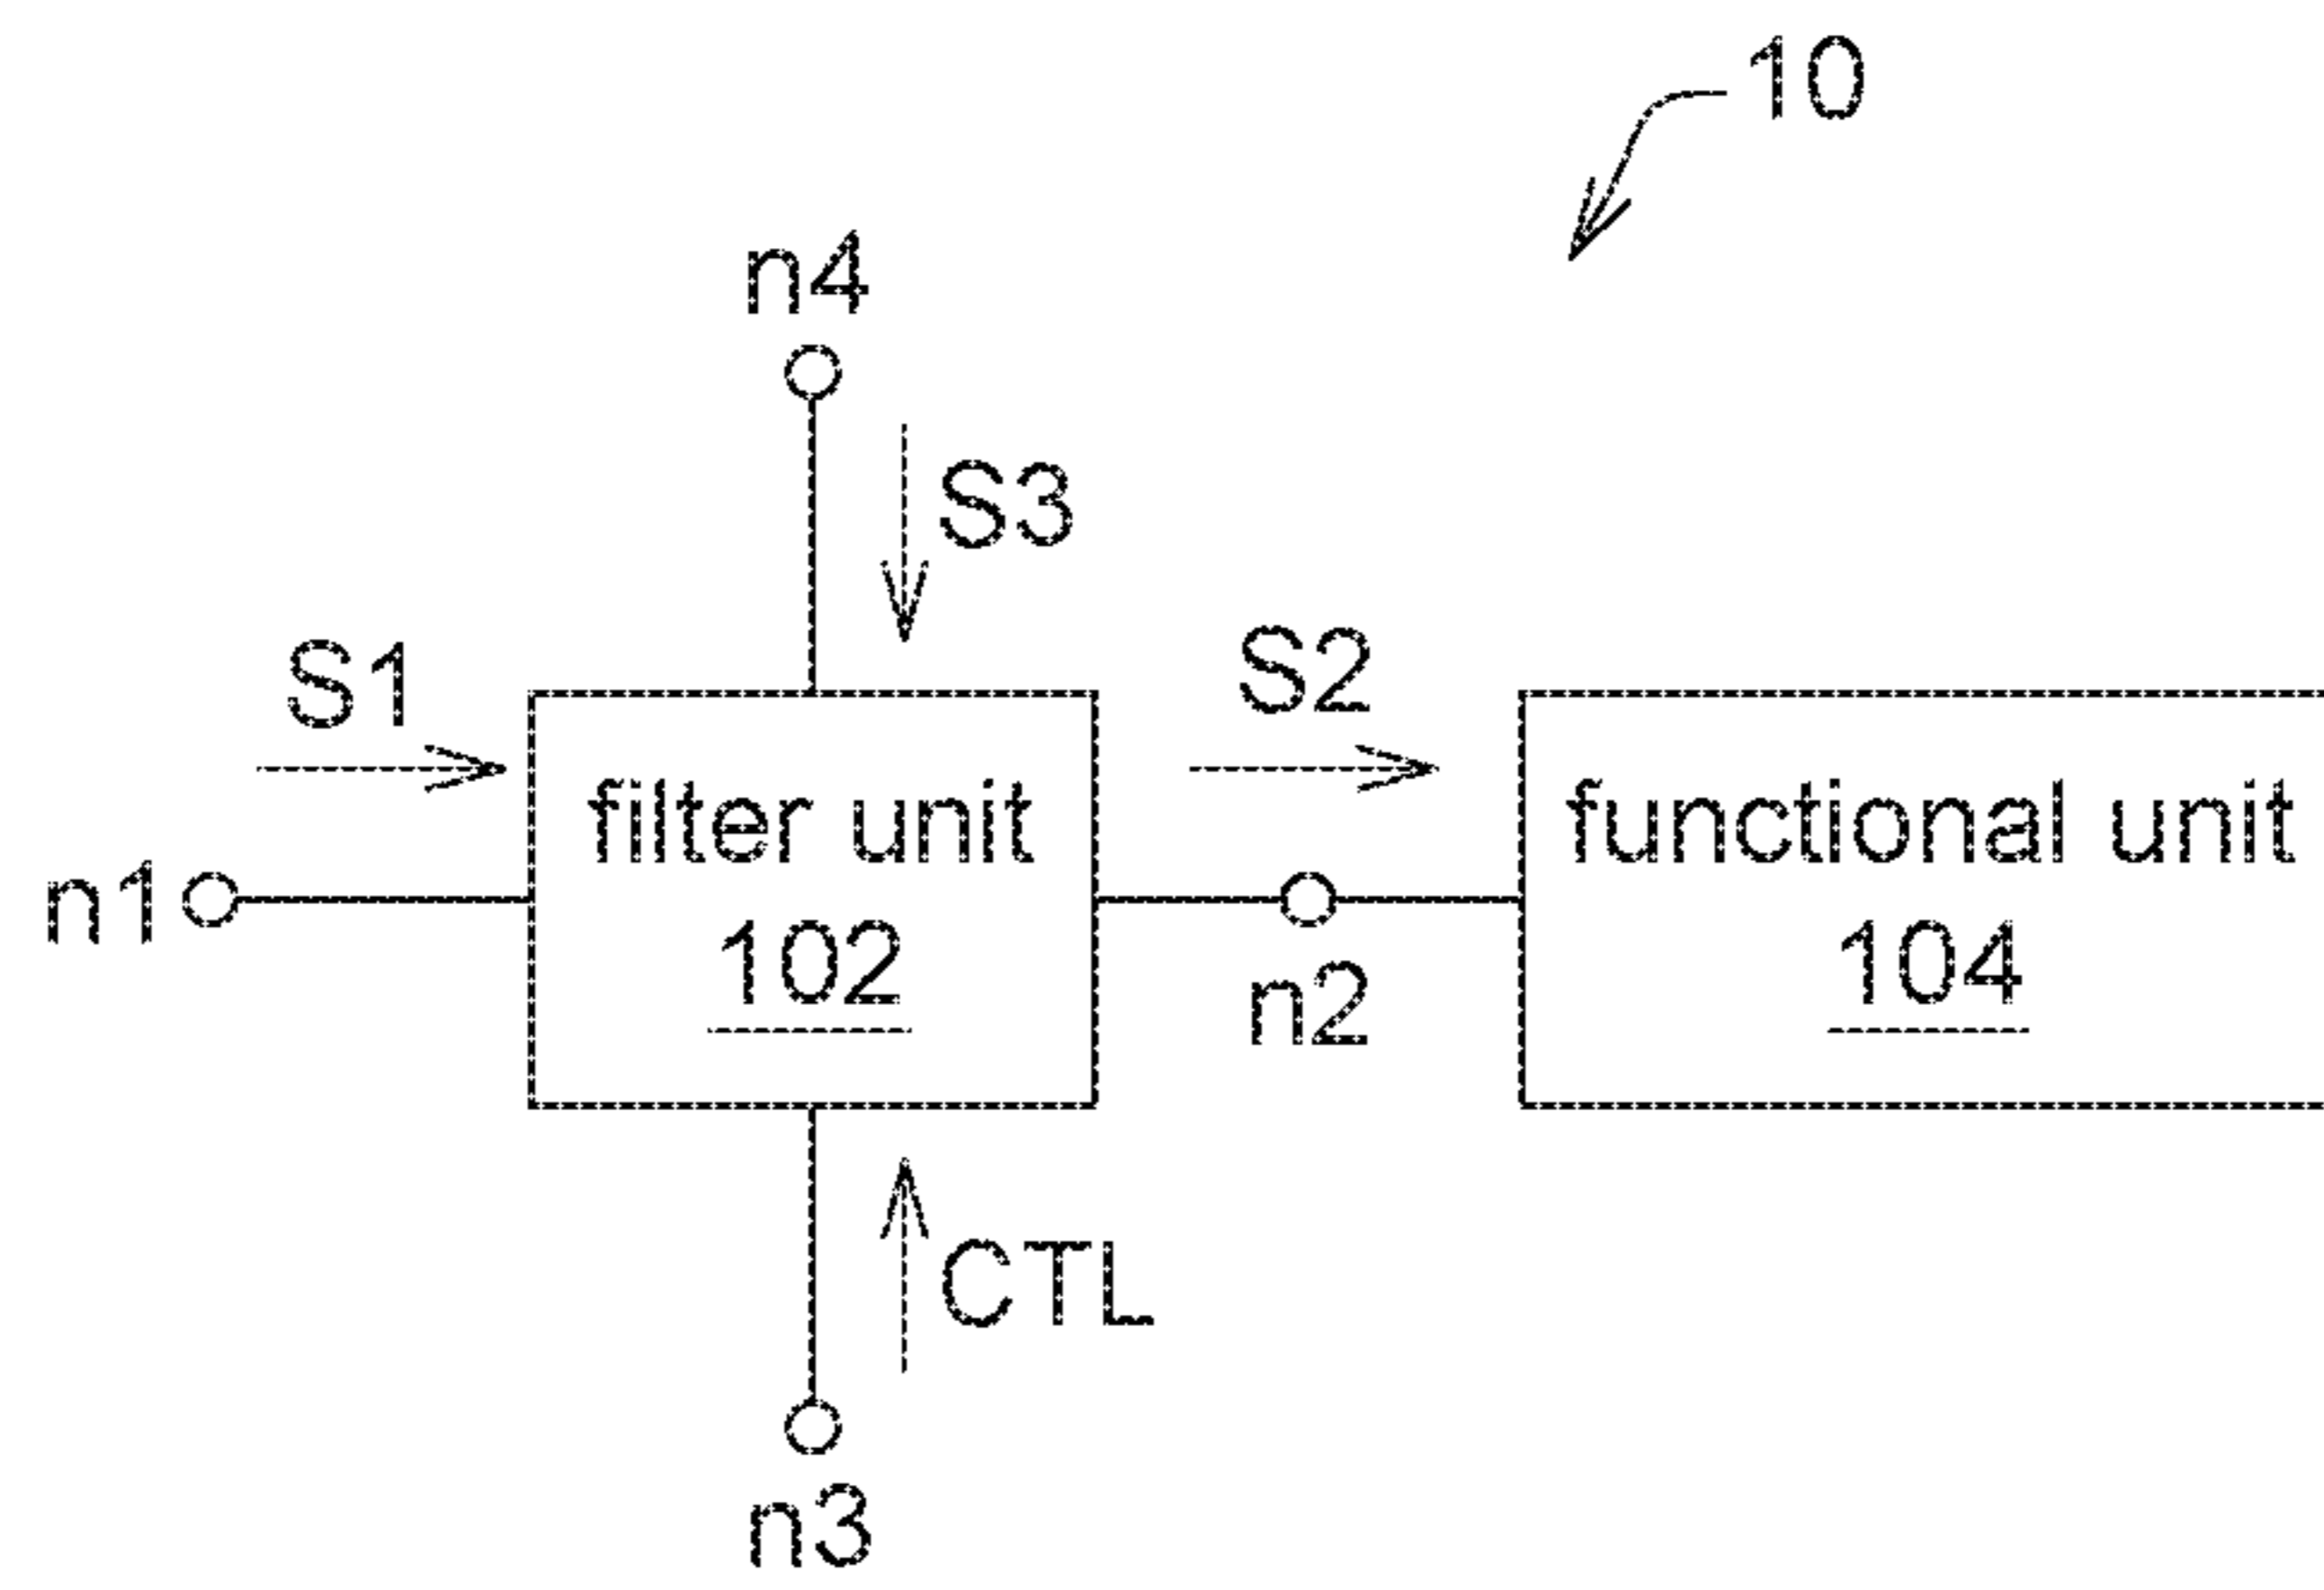 10
n4
S3
S1
S2
filter unit
102
functional unit
104
n1
n2
CTL
n3